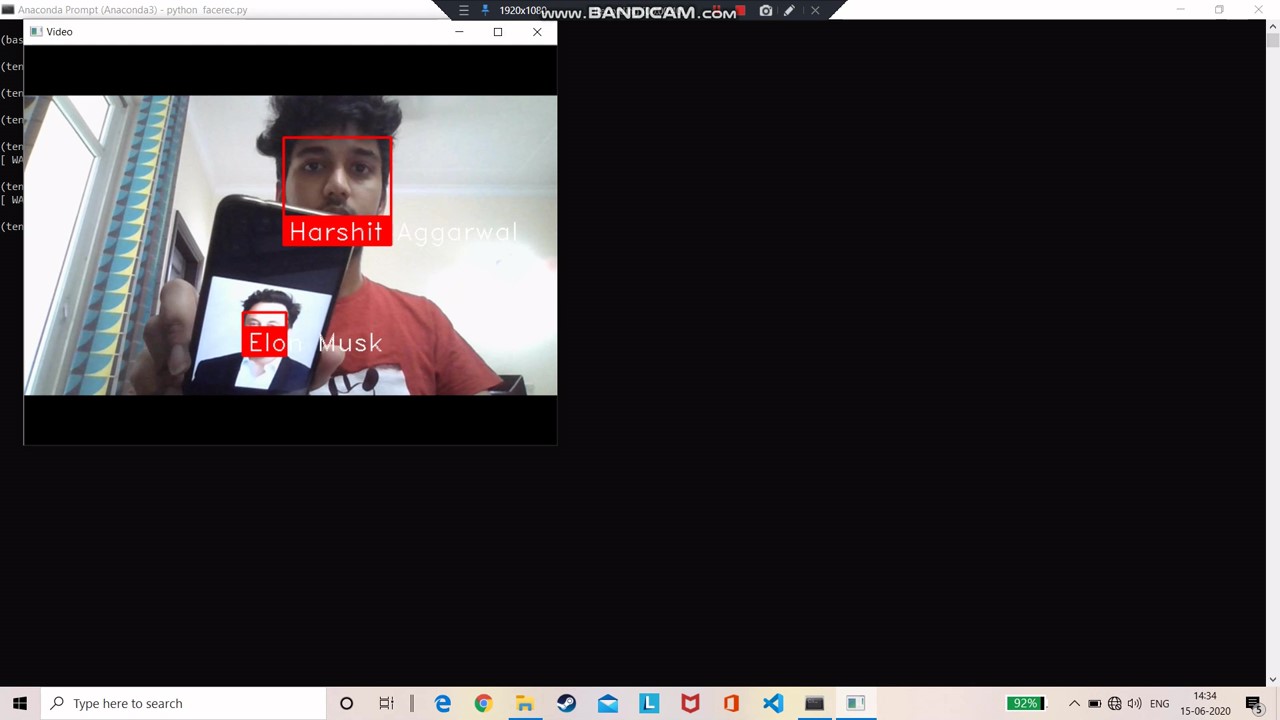 Anaconda Prompt (Anaconda3) - python facerec.py
1920x1080
www.BANDICAM.com
(bas
Video
(ten
(ten
(ten
(ten
[ WA
(ten
[ WA
(ten
Harshit Aggarwal
Elon Musk
Type here to search
92%
ENG
14:34
15-06-2020
5